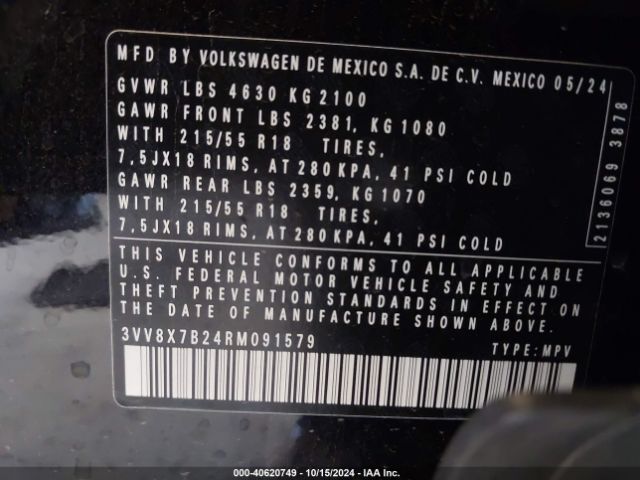 MFD BY VOLKSWAGEN DE MEXICO S.A. DE C.V. MEXICO 05/24
GVWR LBS 4630 KG 2100
GAWR FRONT LBS 2381, KG 1080
WITH 215/55 R18 TIRES,
7,5JX18 RIMS, AT 280 KPA, 41 PSI COLD
GAWR REAR LBS 2359, KG 1070
WITH 215/55 R18 TIRES,
7,5JX18 RIMS, AT 280 KPA, 41 PSI COLD
2136069 3878
THIS VEHICLE CONFORMS TO ALL APPLICABLE
U.S. FEDERAL MOTOR VEHICLE SAFETY AND
THEFT PREVENTION STANDARDS IN EFFECT ON
THE DATE OF MANUFACTURE SHOWN ABOVE.
3VV8X7B24RM091579 TYPE: MPV
000-40620749 - 10/15/2024 - IAA Inc.